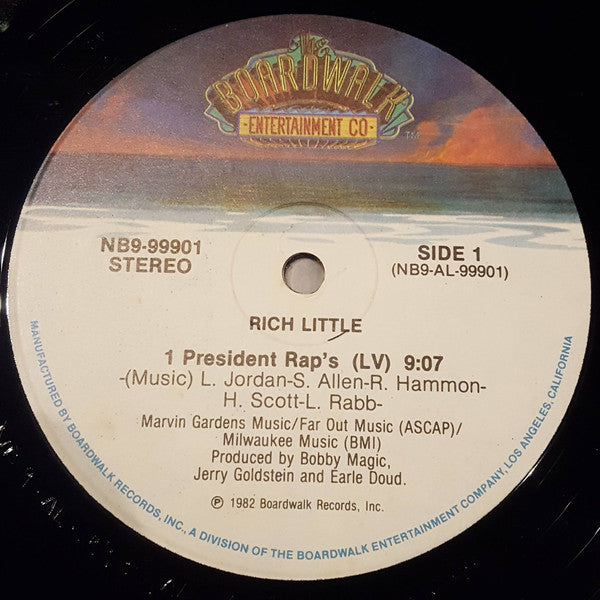 The
BOARDWALK
ENTERTAINMENT CO
TM
NB9-99901
STEREO
SIDE 1
(NB9-AL-99901)
RICH LITTLE
1 President Rap's (LV) 9:07
-(Music) L. Jordan-S. Allen-R. Hammon-
H. Scott-L. Rabb-
Marvin Gardens Music/Far Out Music (ASCAP)/
Milwaukee Music (BMI)
Produced by Bobby Magic,
Jerry Goldstein and Earle Doud.
℗ 1982 Boardwalk Records, Inc.
MANUFACTURED BY BOARDWALK RECORDS, INC., A DIVISION OF THE BOARDWALK ENTERTAINMENT COMPANY, LOS ANGELES, CALIFORNIA